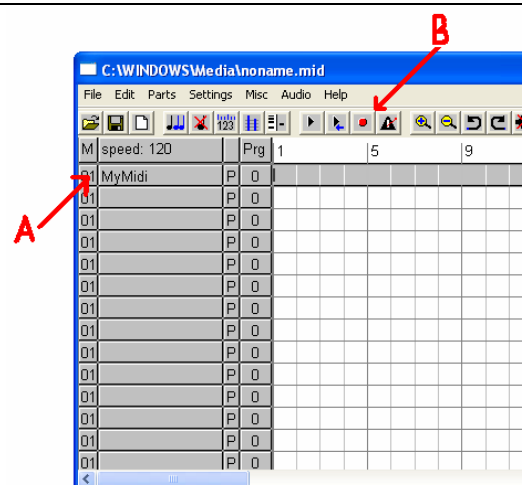 B
C:\WINDOWS\Media\noname.mid
File Edit Parts Settings Misc Audio Help
123
M speed: 120 Prg 1 5 9
01 MyMidi P 0
01 P 0
A
01 P 0
01 P 0
01 P 0
01 P 0
01 P 0
01 P 0
01 P 0
01 P 0
01 P 0
01 P 0
01 P 0
01 P 0